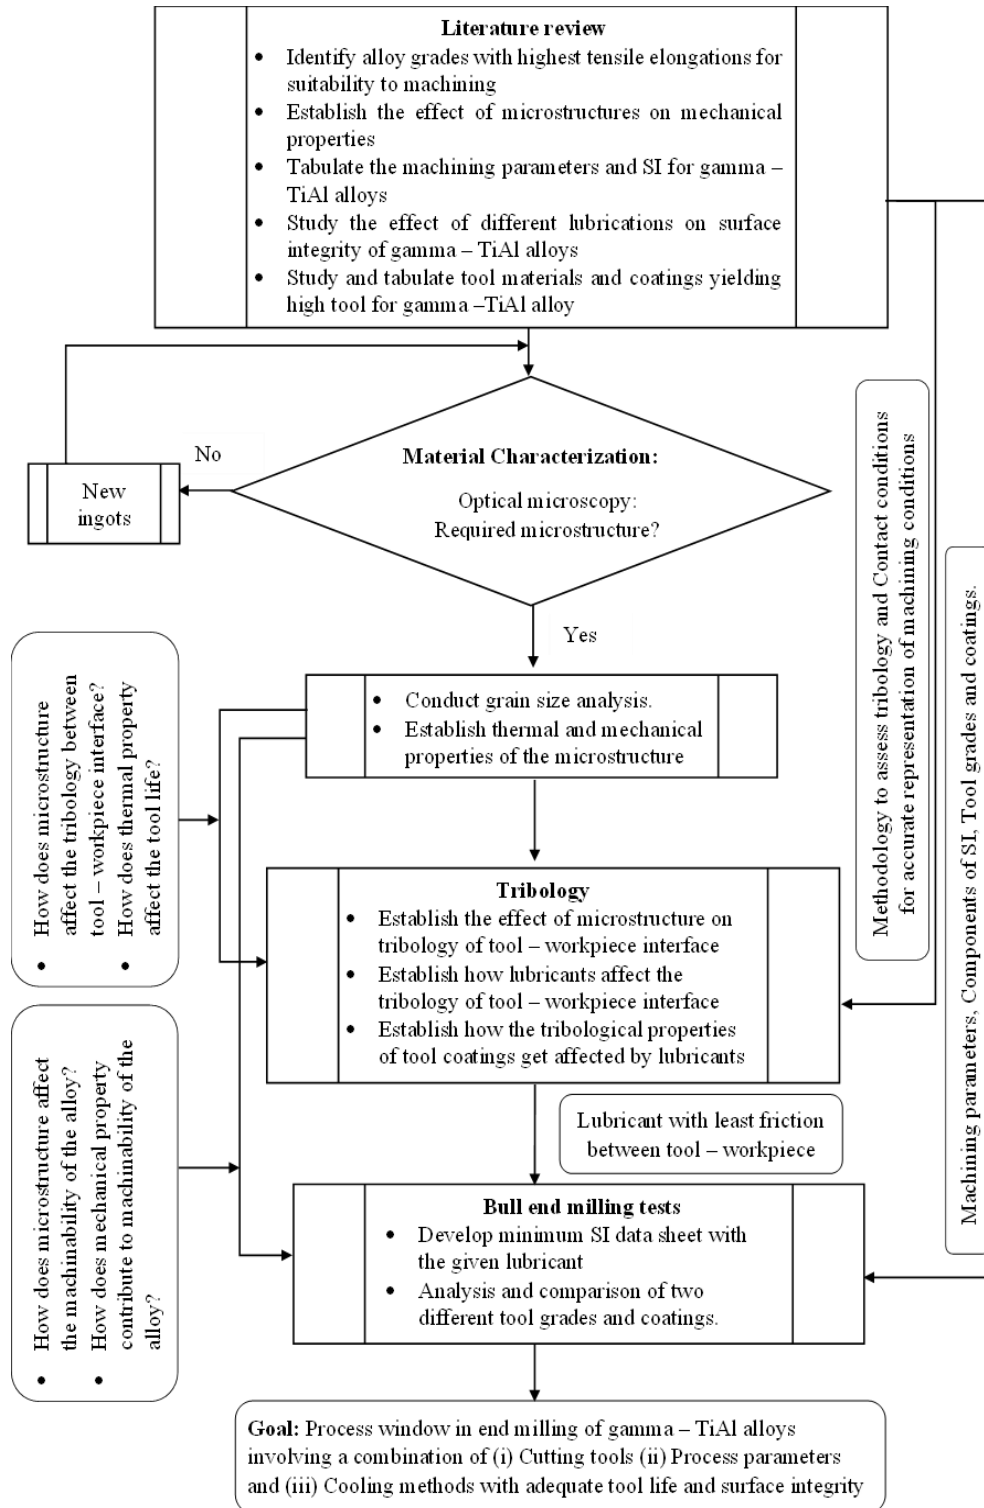 Literature review
• Identify alloy grades with highest tensile elongations for
suitability to machining
• Establish the effect of microstructures on mechanical
properties
• Tabulate the machining parameters and SI for gamma –
TiAl alloys
• Study the effect of different lubrications on surface
integrity of gamma – TiAl alloys
• Study and tabulate tool materials and coatings yielding
high tool for gamma –TiAl alloy
No
New
ingots
Material Characterization:
Optical microscopy:
Required microstructure?
Yes
Methodology to assess tribology and Contact conditions
for accurate representation of machining conditions
Machining parameters, Components of SI, Tool grades and coatings.
• Conduct grain size analysis.
• Establish thermal and mechanical
properties of the microstructure
• How does microstructure
affect the tribology between
tool – workpiece interface?
• How does thermal property
affect the tool life?
Tribology
• Establish the effect of microstructure on
tribology of tool – workpiece interface
• Establish how lubricants affect the
tribology of tool – workpiece interface
• Establish how the tribological properties
of tool coatings get affected by lubricants
• How does microstructure affect
the machinability of the alloy?
• How does mechanical property
contribute to machinability of the
alloy?
Lubricant with least friction
between tool – workpiece
Bull end milling tests
• Develop minimum SI data sheet with
the given lubricant
• Analysis and comparison of two
different tool grades and coatings.
Goal: Process window in end milling of gamma – TiAl alloys
involving a combination of (i) Cutting tools (ii) Process parameters
and (iii) Cooling methods with adequate tool life and surface integrity